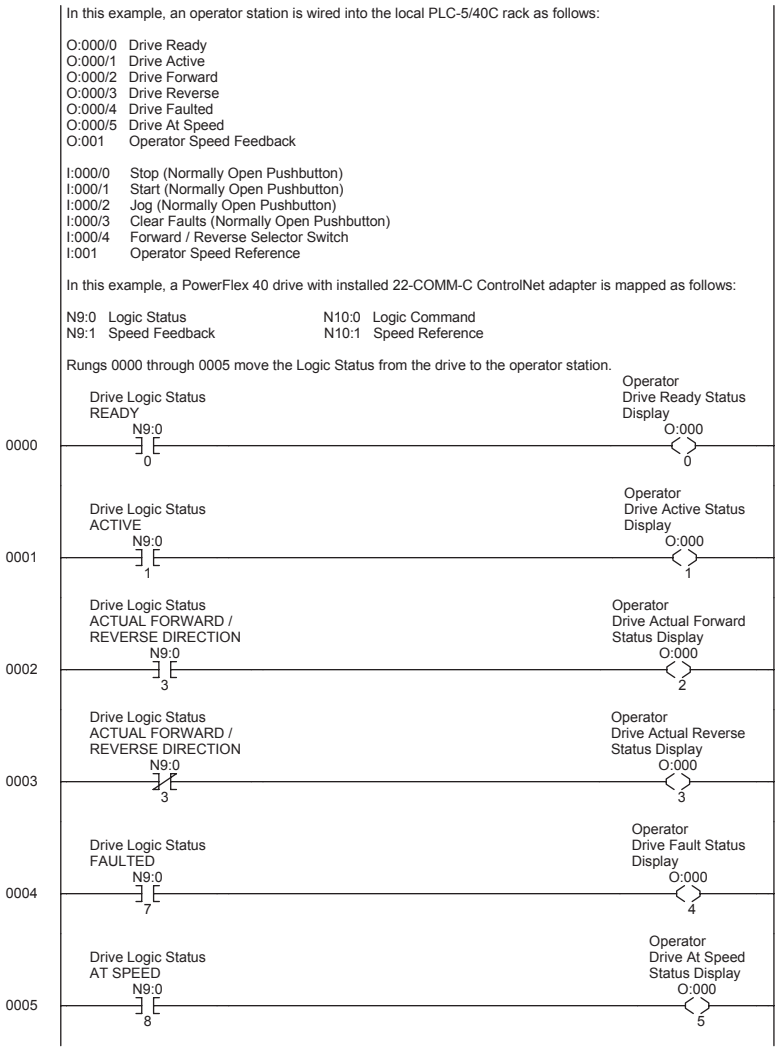 In this example, an operator station is wired into the local PLC-5/40C rack as follows:
O:000/0 Drive Ready
O:000/1 Drive Active
O:000/2 Drive Forward
O:000/3 Drive Reverse
O:000/4 Drive Faulted
O:000/5 Drive At Speed
O:001 Operator Speed Feedback
I:000/0 Stop (Normally Open Pushbutton)
I:000/1 Start (Normally Open Pushbutton)
I:000/2 Jog (Normally Open Pushbutton)
I:000/3 Clear Faults (Normally Open Pushbutton)
I:000/4 Forward / Reverse Selector Switch
I:001 Operator Speed Reference
In this example, a PowerFlex 40 drive with installed 22-COMM-C ControlNet adapter is mapped as follows:
N9:0 Logic Status N10:0 Logic Command
N9:1 Speed Feedback N10:1 Speed Reference
Rungs 0000 through 0005 move the Logic Status from the drive to the operator station.
Operator
Drive Logic Status Drive Ready Status
READY Display
N9:0 O:000
0000
0 0
Operator
Drive Logic Status Drive Active Status
ACTIVE Display
N9:0 O:000
0001
1 1
Drive Logic Status Operator
ACTUAL FORWARD / Drive Actual Forward
REVERSE DIRECTION Status Display
N9:0 O:000
0002
3 2
Drive Logic Status Operator
ACTUAL FORWARD / Drive Actual Reverse
REVERSE DIRECTION Status Display
N9:0 O:000
0003
3 3
Operator
Drive Logic Status Drive Fault Status
FAULTED Display
N9:0 O:000
0004
7 4
Operator
Drive Logic Status Drive At Speed
AT SPEED Status Display
N9:0 O:000
0005
8 5